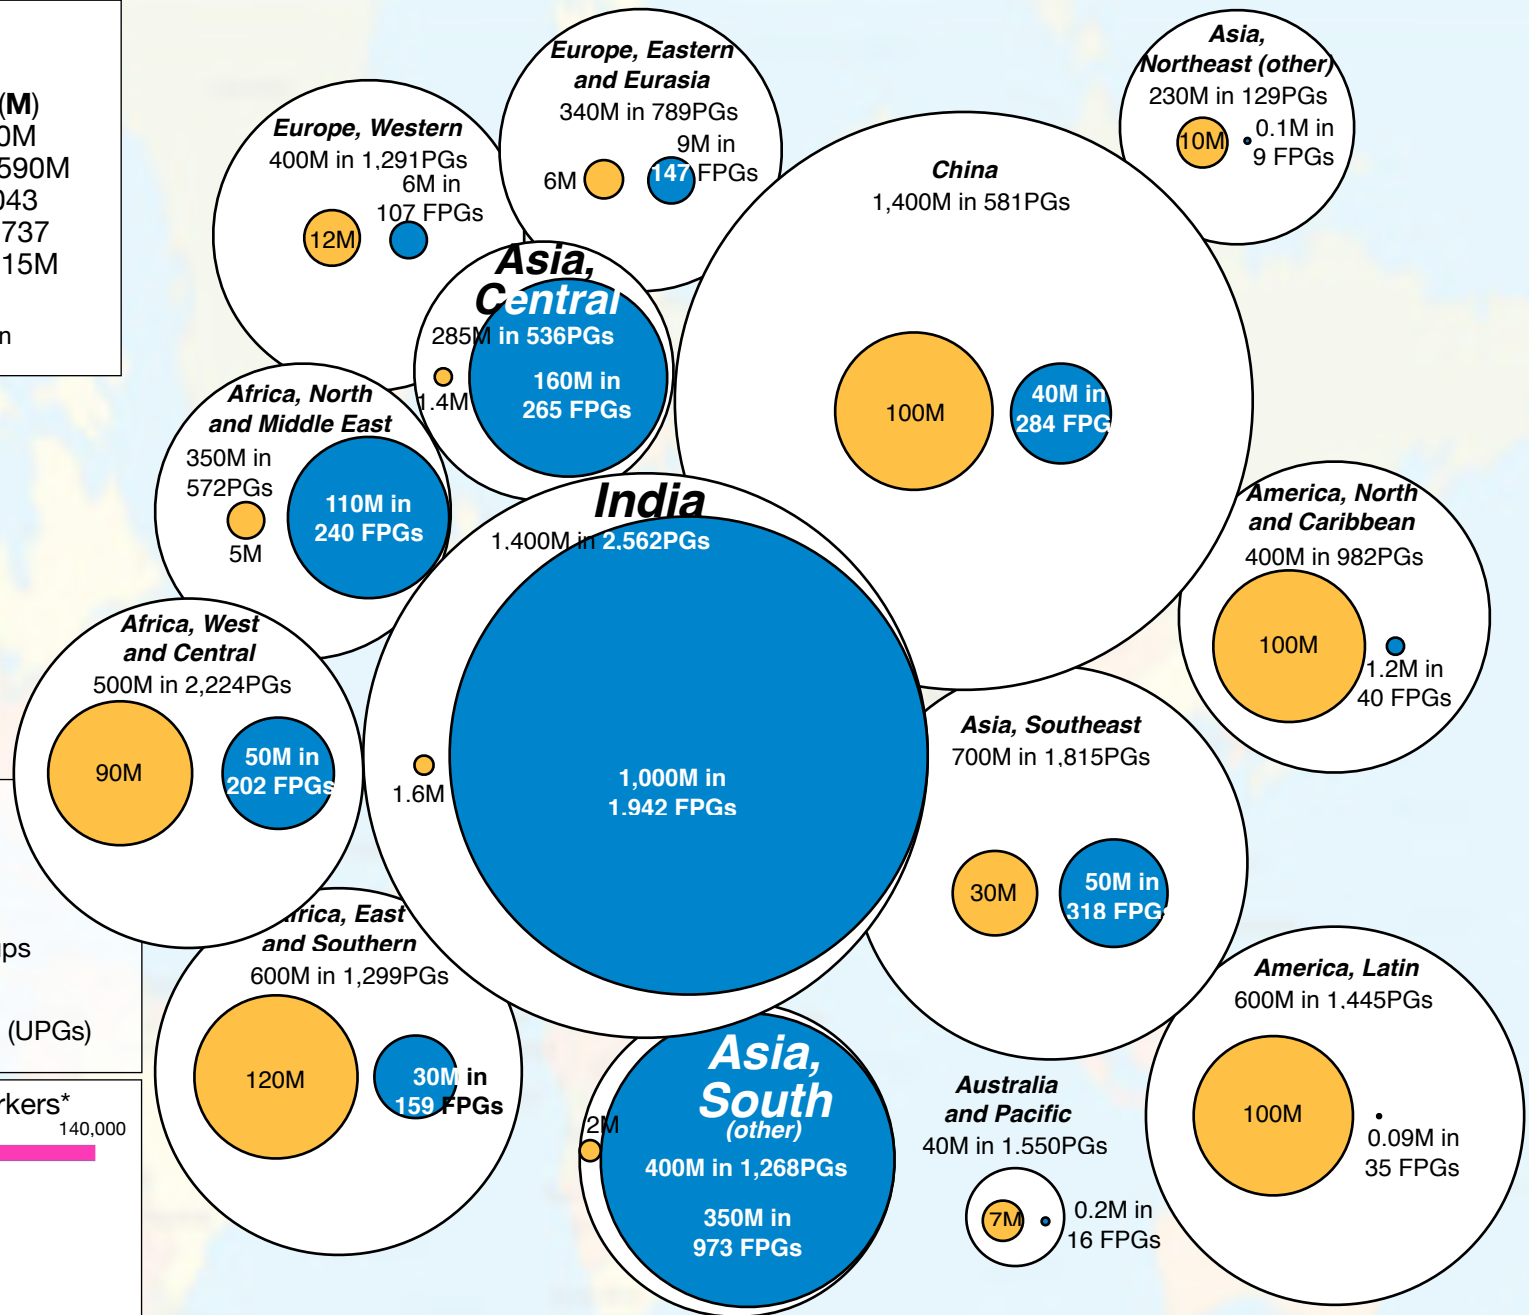 (M)
0M
590M
043
737
15M
n
Europe, Western
400M in 1,291PGs
6M in
107 FPGs
12M
Europe, Eastern
and Eurasia
340M in 789PGs
9M in
147 FPGs
6M
Asia,
Northeast (other)
230M in 129PGs
10M
0.1M in
9 FPGs
China
1,400M in 581PGs
100M
40M in
284 FPG
Asia,
Central
285M in 536PGs
160M in
265 FPGs
1.4M
Africa, North
and Middle East
350M in
572PGs
110M in
240 FPGs
5M
India
1,400M in 2,562PGs
1.6M
1,000M in
1,942 FPGs
America, North
and Caribbean
400M in 982PGs
100M
1.2M in
40 FPGs
Africa, West
and Central
500M in 2,224PGs
90M
50M in
202 FPGs
Asia, Southeast
700M in 1,815PGs
30M
50M in
318 FPGs
frica, East
and Southern
600M in 1,299PGs
120M
30M in
159 FPGs
Asia,
South
(other)
2M
400M in 1,268PGs
350M in
973 FPGs
Australia
and Pacific
40M in 1.550PGs
7M
0.2M in
16 FPGs
America, Latin
600M in 1,445PGs
100M
0.09M in
35 FPGs
ups
(UPGs)
rkers*
140,000